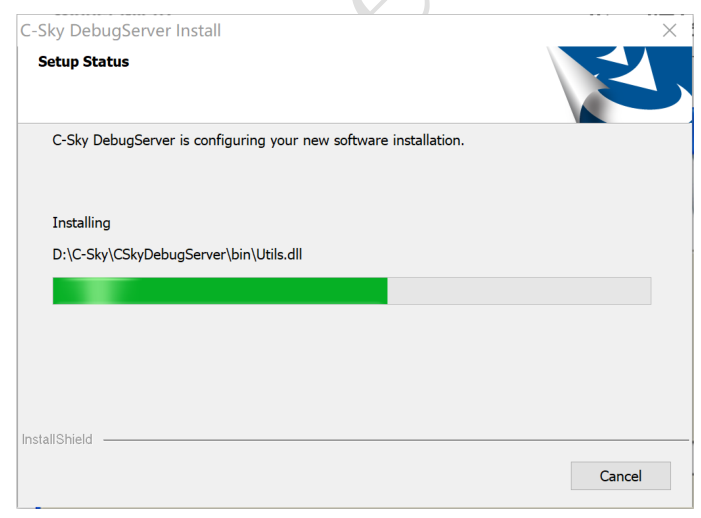 C-Sky DebugServer Install
Setup Status
C-Sky DebugServer is configuring your new software installation.
Installing
D:\C-Sky\CSkyDebugServer\bin\Utils.dll
InstallShield
Cancel